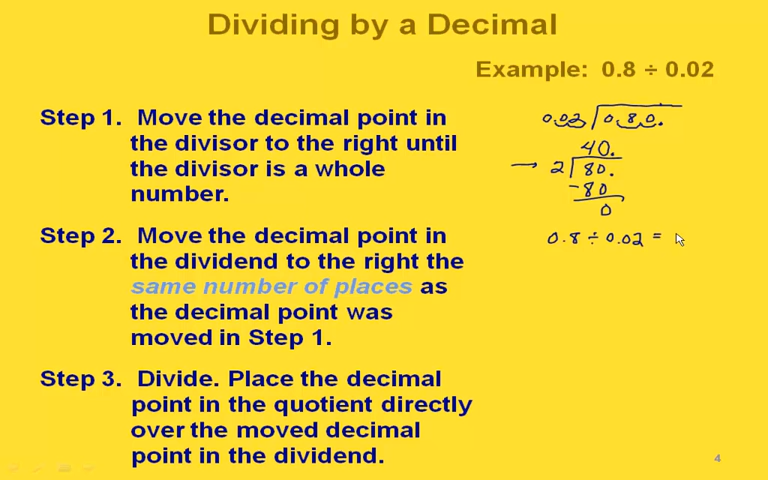 Dividing by a Decimal
Example: 0.8 ÷ 0.02
Step 1. Move the decimal point in
the divisor to the right until
the divisor is a whole
number.
Step 2. Move the decimal point in
the dividend to the right the
same number of places as
the decimal point was
moved in Step 1.
Step 3. Divide. Place the decimal
point in the quotient directly
over the moved decimal
point in the dividend.
0.02 0.80.
40.
→ 2 80.
-80
0
0.8 ÷ 0.02 =
4